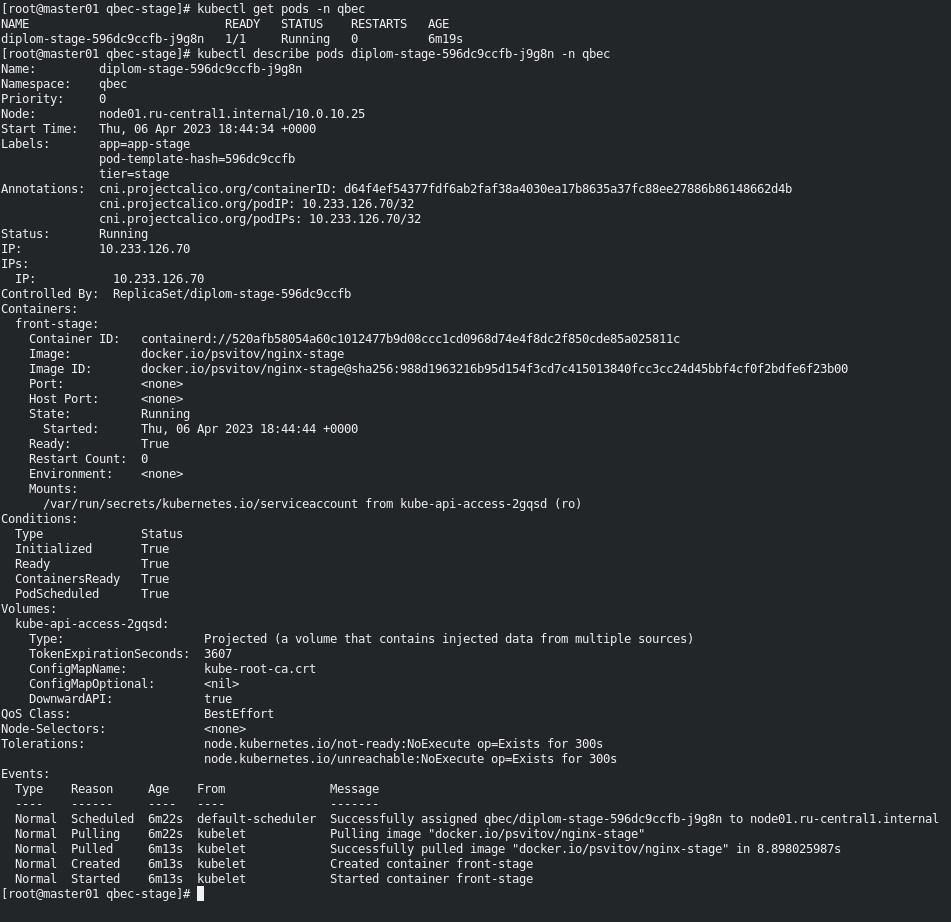 [root@master01 qbec-stage]# kubectl get pods -n qbec
NAME                            READY   STATUS    RESTARTS   AGE
diplom-stage-596dc9ccfb-j9g8n   1/1     Running   0          6m19s
[root@master01 qbec-stage]# kubectl describe pods diplom-stage-596dc9ccfb-j9g8n -n qbec
Name:         diplom-stage-596dc9ccfb-j9g8n
Namespace:    qbec
Priority:     0
Node:         node01.ru-central1.internal/10.0.10.25
Start Time:   Thu, 06 Apr 2023 18:44:34 +0000
Labels:       app=app-stage
              pod-template-hash=596dc9ccfb
              tier=stage
Annotations:  cni.projectcalico.org/containerID: d64f4ef54377fdf6ab2faf38a4030ea17b8635a37fc88ee27886b86148662d4b
              cni.projectcalico.org/podIP: 10.233.126.70/32
              cni.projectcalico.org/podIPs: 10.233.126.70/32
Status:       Running
IP:           10.233.126.70
IPs:
  IP:           10.233.126.70
Controlled By:  ReplicaSet/diplom-stage-596dc9ccfb
Containers:
  front-stage:
    Container ID:   containerd://520afb58054a60c1012477b9d08ccc1cd0968d74e4f8dc2f850cde85a025811c
    Image:          docker.io/psvitov/nginx-stage
    Image ID:       docker.io/psvitov/nginx-stage@sha256:988d1963216b95d154f3cd7c415013840fcc3cc24d45bbf4cf0f2bdfe6f23b00
    Port:           <none>
    Host Port:      <none>
    State:          Running
      Started:      Thu, 06 Apr 2023 18:44:44 +0000
    Ready:          True
    Restart Count:  0
    Environment:    <none>
    Mounts:
      /var/run/secrets/kubernetes.io/serviceaccount from kube-api-access-2gqsd (ro)
Conditions:
  Type              Status
  Initialized       True
  Ready             True
  ContainersReady   True
  PodScheduled      True
Volumes:
  kube-api-access-2gqsd:
    Type:                    Projected (a volume that contains injected data from multiple sources)
    TokenExpirationSeconds:  3607
    ConfigMapName:           kube-root-ca.crt
    ConfigMapOptional:       <nil>
    DownwardAPI:             true
QoS Class:                   BestEffort
Node-Selectors:              <none>
Tolerations:                 node.kubernetes.io/not-ready:NoExecute op=Exists for 300s
                             node.kubernetes.io/unreachable:NoExecute op=Exists for 300s
Events:
  Type    Reason     Age    From               Message
  ----    ------     ----   ----               -------
  Normal  Scheduled  6m22s  default-scheduler  Successfully assigned qbec/diplom-stage-596dc9ccfb-j9g8n to node01.ru-central1.internal
  Normal  Pulling    6m22s  kubelet            Pulling image "docker.io/psvitov/nginx-stage"
  Normal  Pulled     6m13s  kubelet            Successfully pulled image "docker.io/psvitov/nginx-stage" in 8.898025987s
  Normal  Created    6m13s  kubelet            Created container front-stage
  Normal  Started    6m13s  kubelet            Started container front-stage
[root@master01 qbec-stage]#